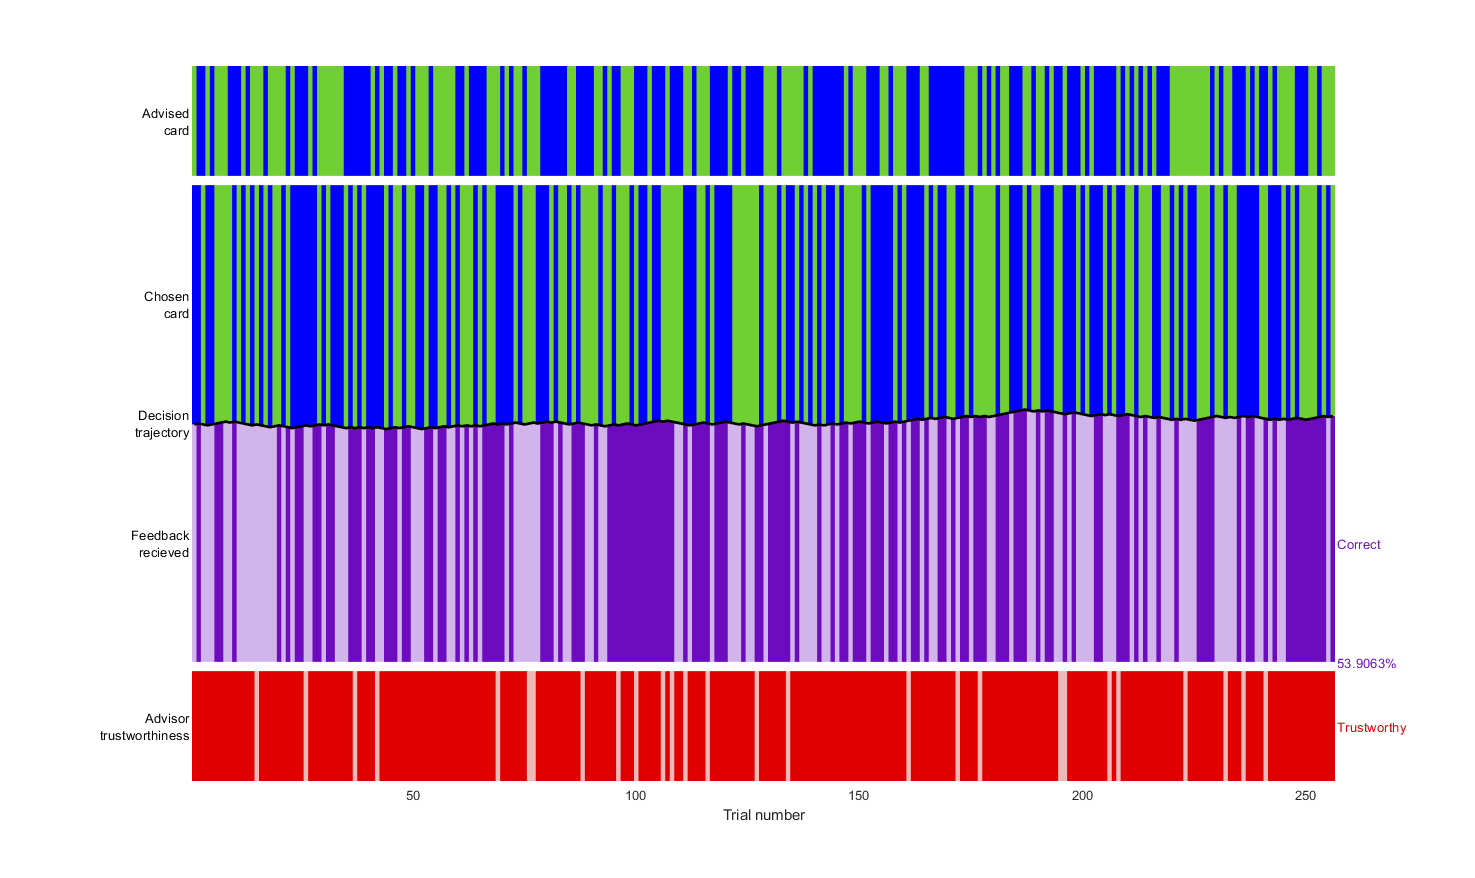 Advised
card
Chosen
card
Decision
trajectory
Feedback
recieved
Correct
53.9063%
Advisor
trustworthiness
Trustworthy
50
100
150
200
250
Trial number